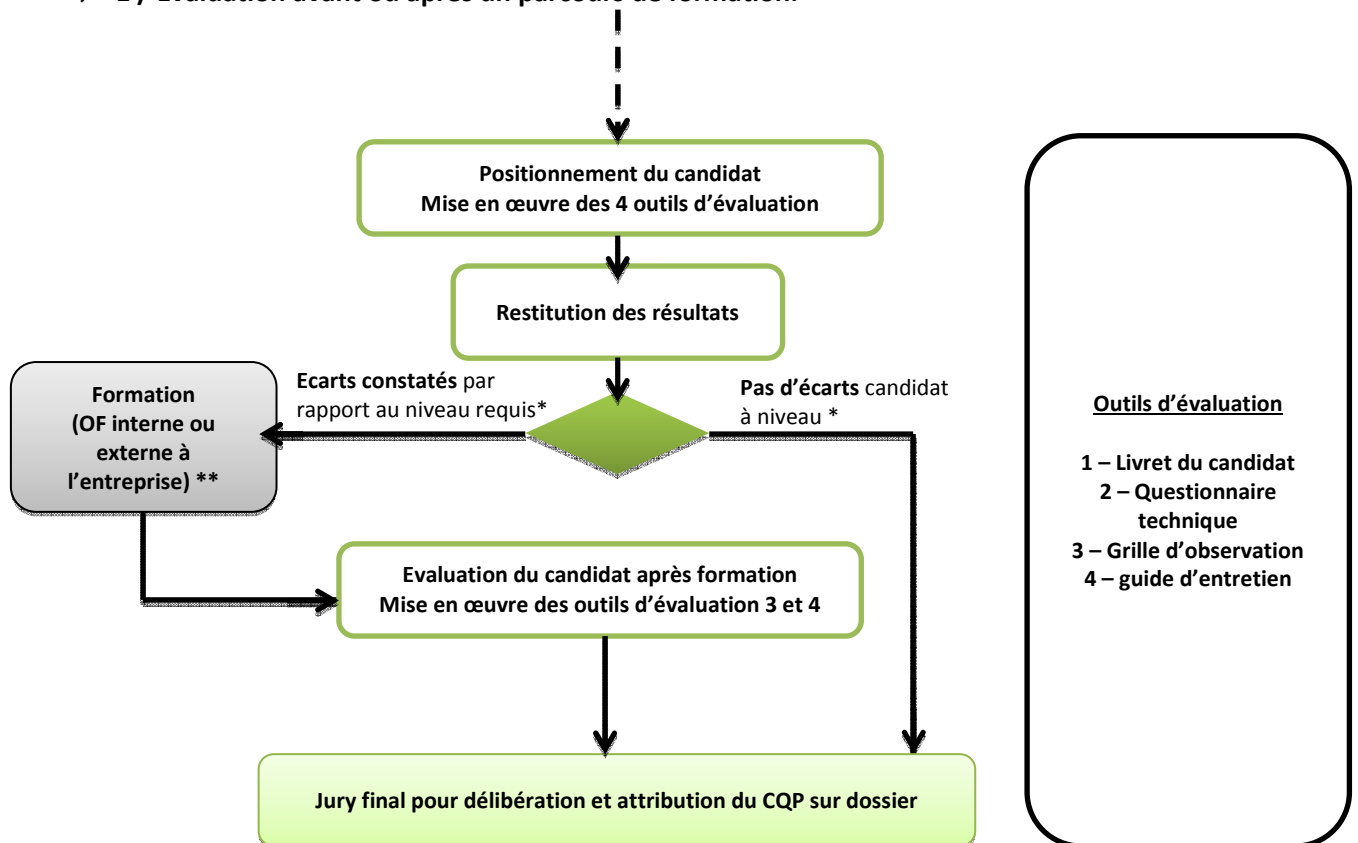 Positionnement du candidat
Mise en œuvre des 4 outils d’évaluation
Restitution des résultats
Ecarts constatés par
rapport au niveau requis*
Pas d’écarts candidat
à niveau *
Formation
(OF interne ou
externe à
l’entreprise) **
Evaluation du candidat après formation
Mise en œuvre des outils d’évaluation 3 et 4
Jury final pour délibération et attribution du CQP sur dossier
Outils d’évaluation
1 – Livret du candidat
2 – Questionnaire
technique
3 – Grille d’observation
4 – guide d’entretien